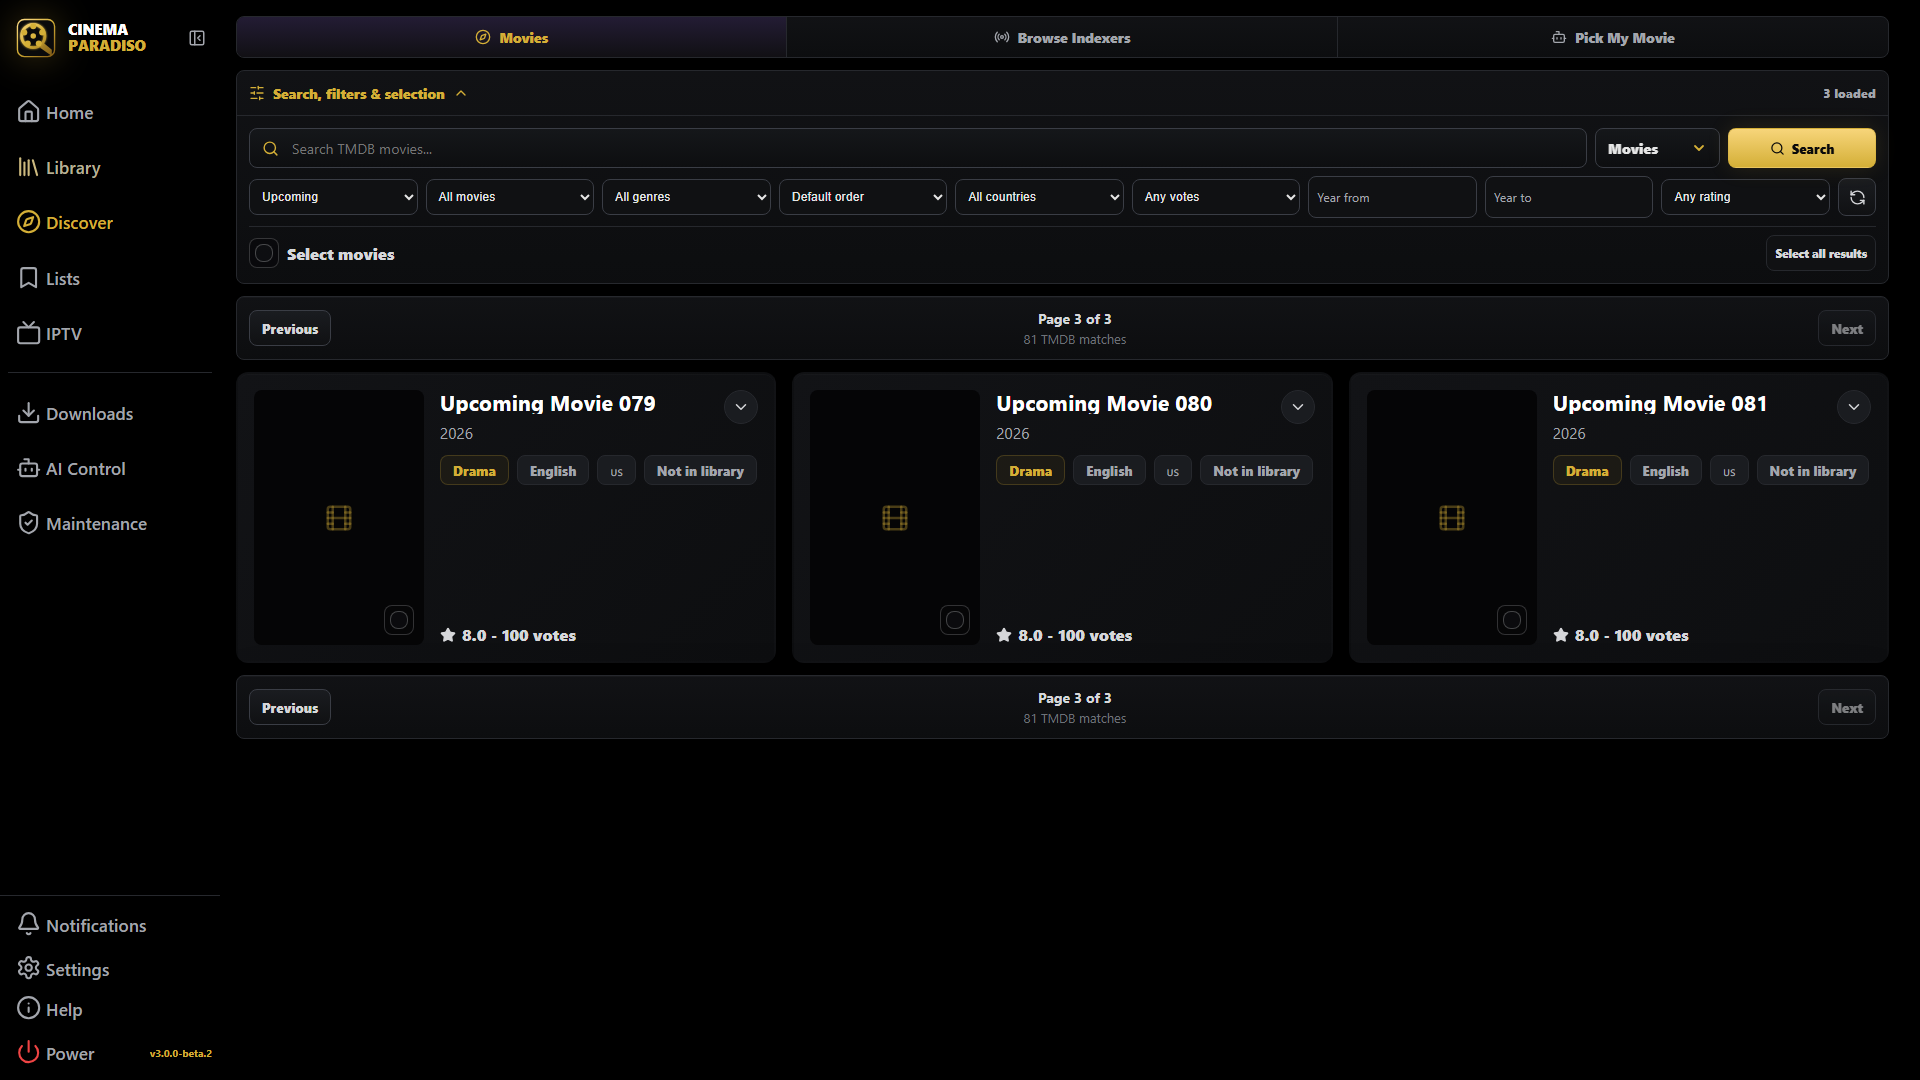 CINEMA
PARADISO
Home
Library
Discover
Lists
IPTV
Downloads
AI Control
Maintenance
Notifications
Settings
Help
Power
v3.0.0-beta.2
Movies
Browse Indexers
Pick My Movie
Search, filters & selection
3 loaded
Search TMDB movies...
Movies
Search
Upcoming
All movies
All genres
Default order
All countries
Any votes
Year from
Year to
Any rating
Select movies
Select all results
Previous
Page 3 of 3
81 TMDB matches
Next
Upcoming Movie 079
2026
Drama
English
US
Not in library
8.0 - 100 votes
Upcoming Movie 080
2026
Drama
English
US
Not in library
8.0 - 100 votes
Upcoming Movie 081
2026
Drama
English
US
Not in library
8.0 - 100 votes
Previous
Page 3 of 3
81 TMDB matches
Next